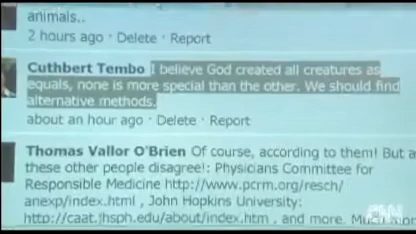 animals..
2 hours ago · Delete · Report
Cuthbert Tembo I believe God created all creatures as
equals, none is more special than the other. We should find
alternative methods.
about an hour ago · Delete · Report
Thomas Vallor O'Brien Of course, according to them! But a
these other people disagree!: Physicians Committee for
Responsible Medicine http://www.pcrm.org/resch/
anexp/index.html , John Hopkins University:
http://caat.jhsph.edu/about/index.htm , and more. Much
CNN